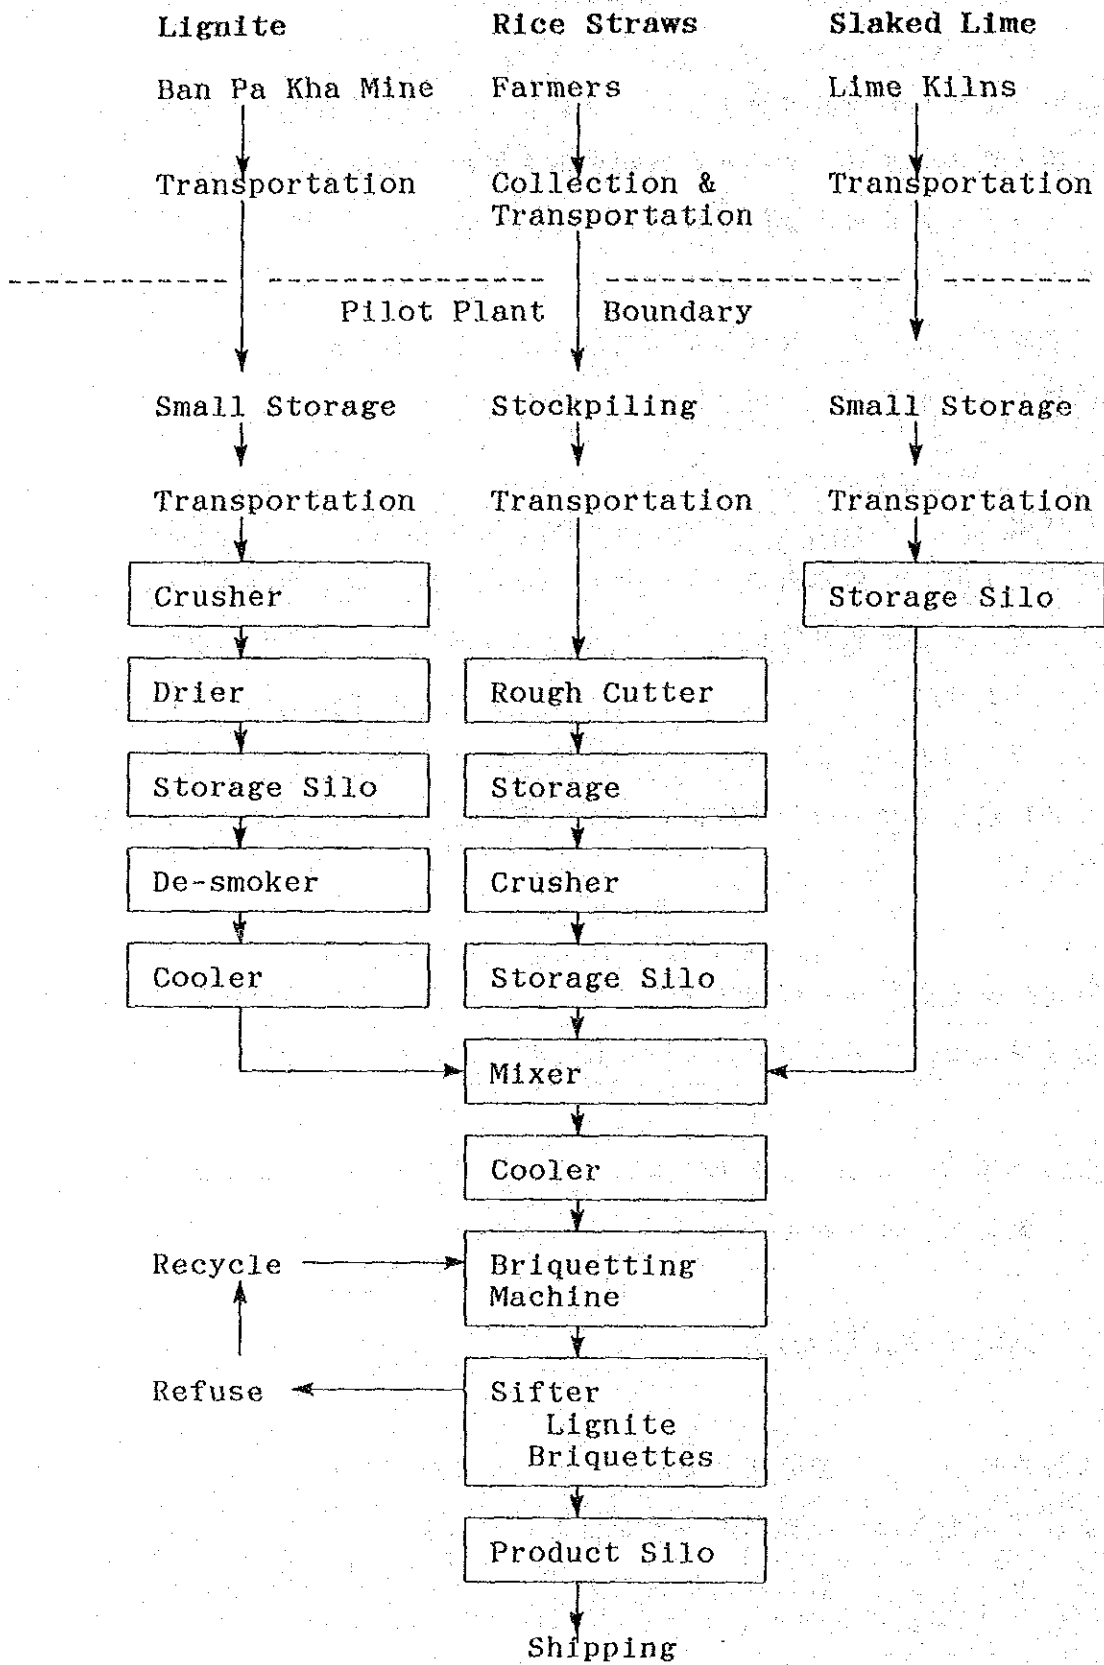 Lignite
Rice Straws
Slaked Lime
Ban Pa Kha Mine
Farmers
Lime Kilns
Transportation
Collection &
Transportation
Transportation
Pilot Plant Boundary
Small Storage
Stockpiling
Small Storage
Transportation
Transportation
Transportation
Crusher
Storage Silo
Drier
Rough Cutter
Storage Silo
Storage
De-smoker
Crusher
Cooler
Storage Silo
Mixer
Cooler
Recycle
Briquetting
Machine
Refuse
Sifter
Lignite
Briquettes
Product Silo
Shipping